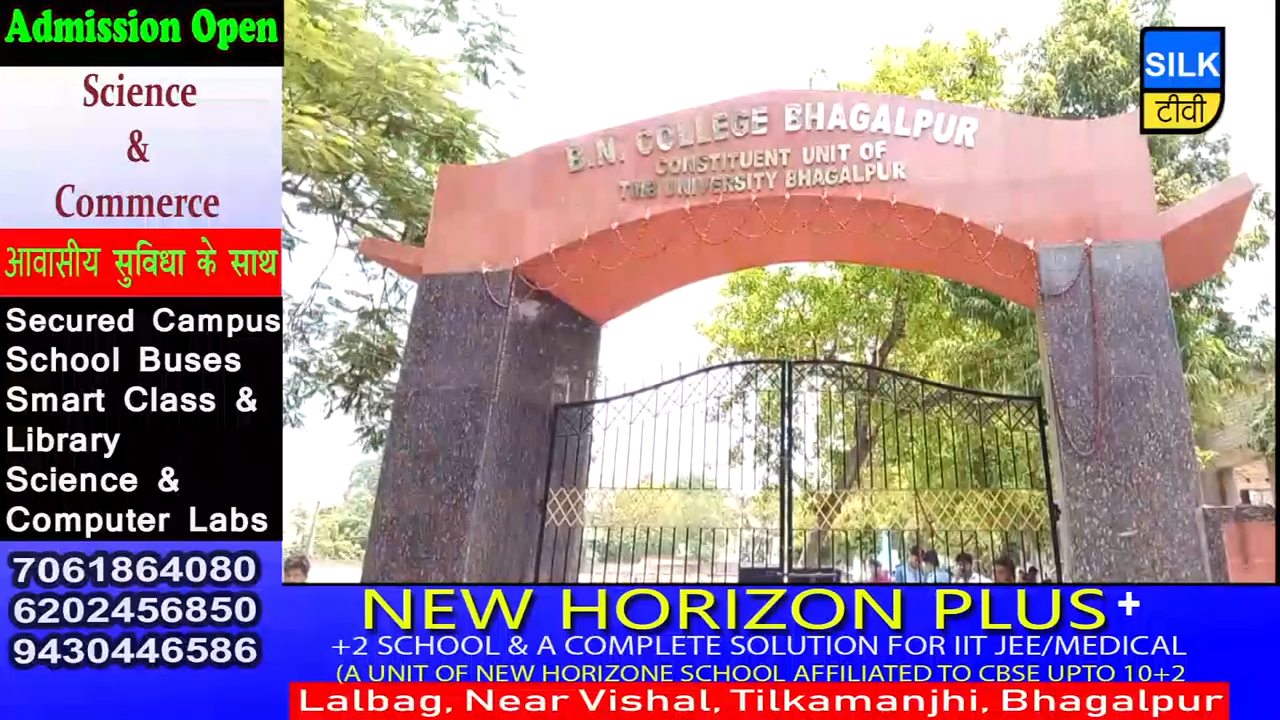 Admission Open
Science
&
Commerce
आवासीय सुविधा के साथ
Secured Campus
School Buses
Smart Class &
Library
Science &
Computer Labs
7061864080
6202456850
9430446586
SILK
टीवी
B.N. COLLEGE BHAGALPUR
CONSTITUENT UNIT OF
TMB UNIVERSITY BHAGALPUR
NEW HORIZON PLUS+
+2 SCHOOL & A COMPLETE SOLUTION FOR IIT JEE/MEDICAL
(A UNIT OF NEW HORIZONE SCHOOL AFFILIATED TO CBSE UPTO 10+2
Lalbag, Near Vishal, Tilkamanjhi, Bhagalpur